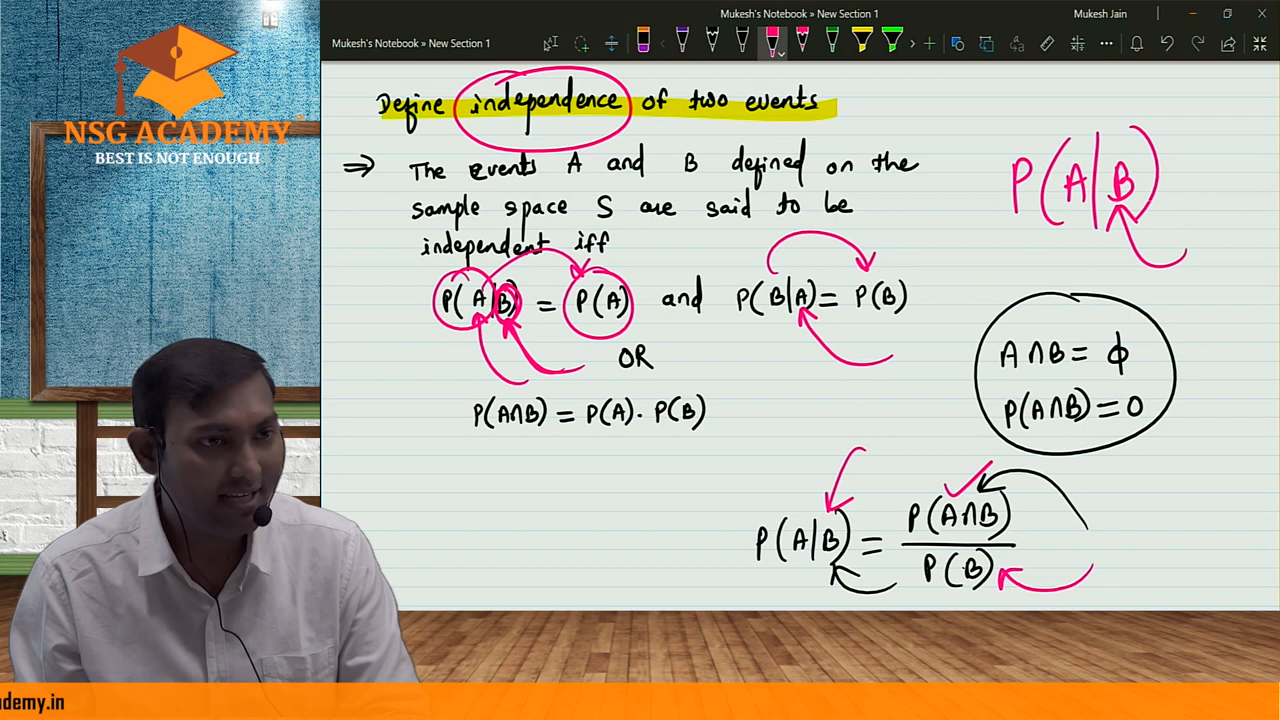 NSG ACADEMY
BEST IS NOT ENOUGH
Mukesh's Notebook » New Section 1
Mukesh Jain
Mukesh's Notebook » New Section 1
Define independence of two events
⇒ The events A and B defined on the
sample space S are said to be
independent iff
P(A|B) = P(A) and P(B|A) = P(B)
OR
P(A∩B) = P(A). P(B)
P(A|B)
A∩B = ϕ
P(A∩B) = 0
P(A|B) = P(A∩B)
P(B)
ademy.in